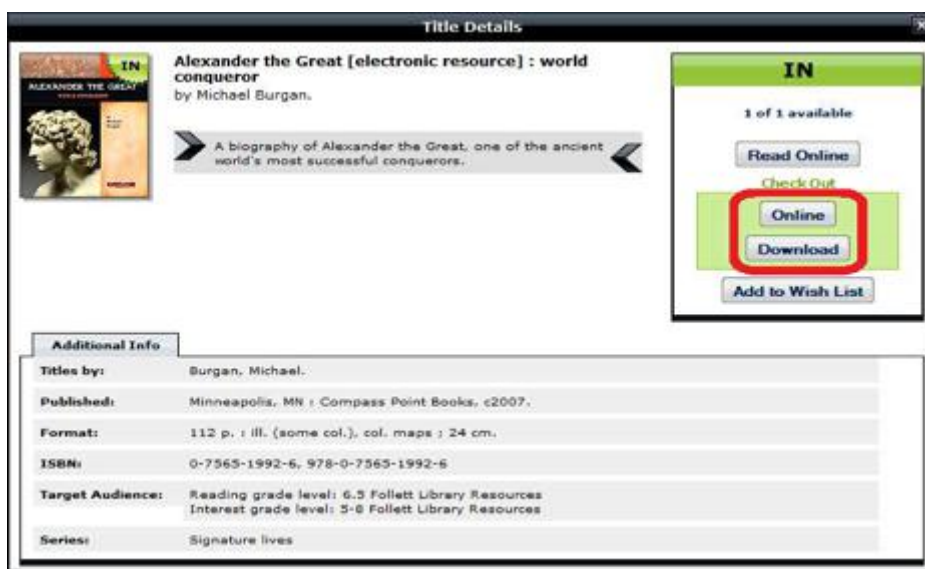 Title Details
IN
ALEXANDER THE GREAT
Alexander the Great [electronic resource] : world
conqueror
by Michael Burgan.
A biography of Alexander the Great, one of the ancient
world's most successful conquerors.
IN
1 of 1 available
Read Online
Check Out
Online
Download
Add to Wish List
Additional Info
Titles by: Burgan, Michael.
Published: Minneapolis, MN : Compass Point Books, c2007.
Format: 112 p. : ill. (some col.), col. maps ; 24 cm.
ISBN: 0-7565-1992-6, 978-0-7565-1992-6
Target Audience: Reading grade level: 6.5 Follett Library Resources
Interest grade level: 5-8 Follett Library Resources
Series: Signature lives